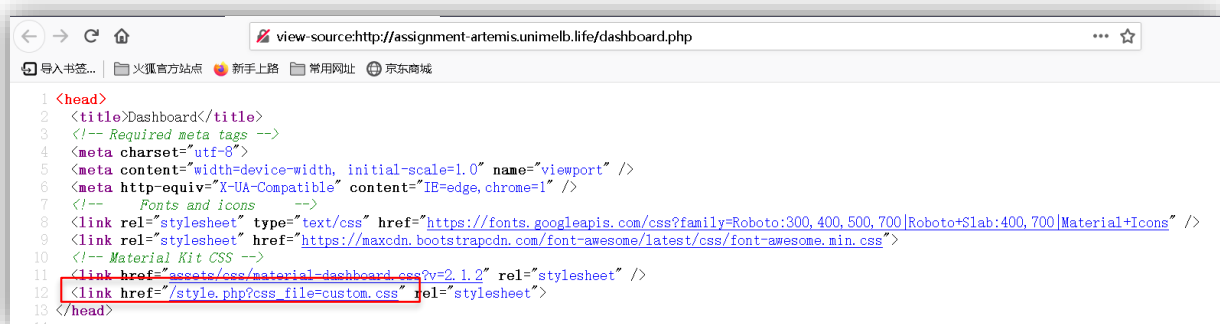 view-source:http://assignment-artemis.unimelb.life/dashboard.php
导入书签... 火狐官方站点 新手上路 常用网址 京东商城
1 <head>
2 <title>Dashboard</title>
3 <!-- Required meta tags -->
4 <meta charset="utf-8">
5 <meta content="width=device-width, initial-scale=1.0" name="viewport" />
6 <meta http-equiv="X-UA-Compatible" content="IE=edge,chrome=1" />
7 <!-- Fonts and icons -->
8 <link rel="stylesheet" type="text/css" href="https://fonts.googleapis.com/css?family=Roboto:300,400,500,700|Roboto+Slab:400,700|Material+Icons" />
9 <link rel="stylesheet" href="https://maxcdn.bootstrapcdn.com/font-awesome/latest/css/font-awesome.min.css">
10 <!-- Material Kit CSS -->
11 <link href="assets/css/material-dashboard.css?v=2.1.2" rel="stylesheet" />
12 <link href="/style.php?css_file=custom.css" rel="stylesheet">
13 </head>